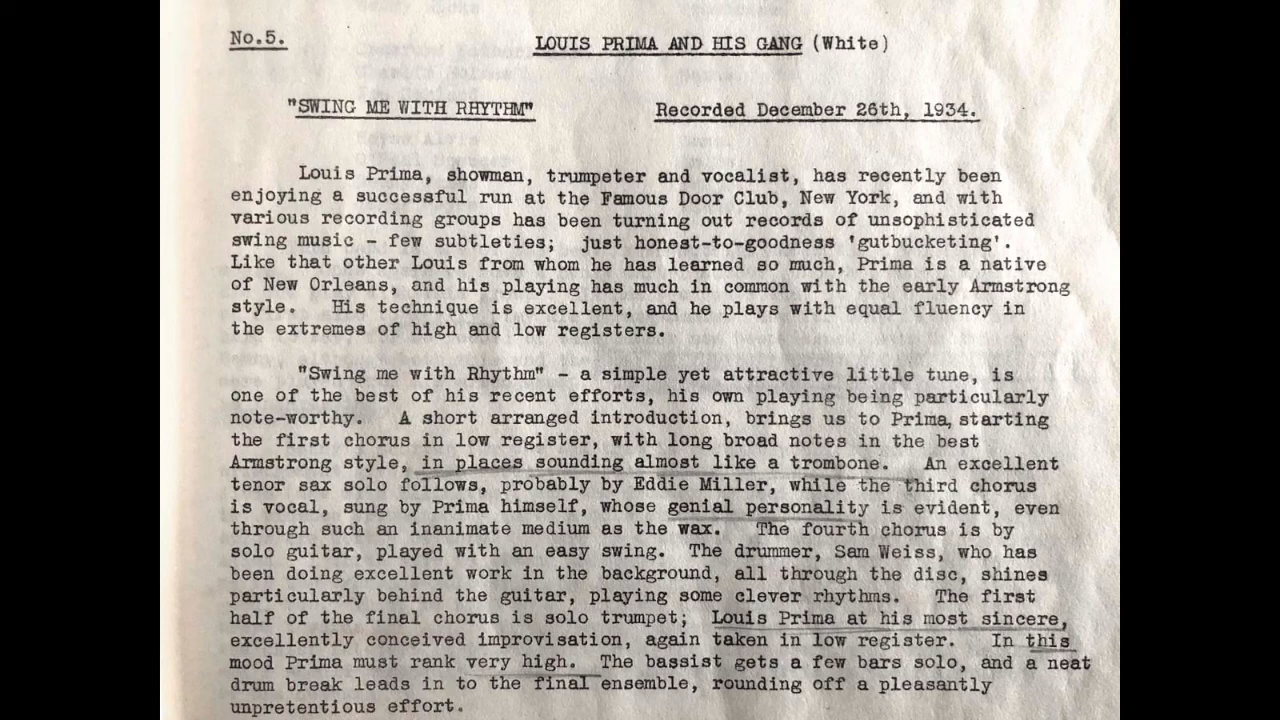 No.5. LOUIS PRIMA AND HIS GANG (White)
"SWING ME WITH RHYTHM" Recorded December 26th, 1934.
Louis Prima, showman, trumpeter and vocalist, has recently been
enjoying a successful run at the Famous Door Club, New York, and with
various recording groups has been turning out records of unsophisticated
swing music - few subtleties; just honest-to-goodness 'gutbucketing'.
Like that other Louis from whom he has learned so much, Prima is a native
of New Orleans, and his playing has much in common with the early Armstrong
style. His technique is excellent, and he plays with equal fluency in
the extremes of high and low registers.
"Swing me with Rhythm" - a simple yet attractive little tune, is
one of the best of his recent efforts, his own playing being particularly
note-worthy. A short arranged introduction, brings us to Prima, starting
the first chorus in low register, with long broad notes in the best
Armstrong style, in places sounding almost like a trombone. An excellent
tenor sax solo follows, probably by Eddie Miller, while the third chorus
is vocal, sung by Prima himself, whose genial personality is evident, even
through such an inanimate medium as the wax. The fourth chorus is by
solo guitar, played with an easy swing. The drummer, Sam Weiss, who has
been doing excellent work in the background, all through the disc, shines
particularly behind the guitar, playing some clever rhythms. The first
half of the final chorus is solo trumpet; Louis Prima at his most sincere,
excellently conceived improvisation, again taken in low register. In this
mood Prima must rank very high. The bassist gets a few bars solo, and a neat
drum break leads in to the final ensemble, rounding off a pleasantly
unpretentious effort.